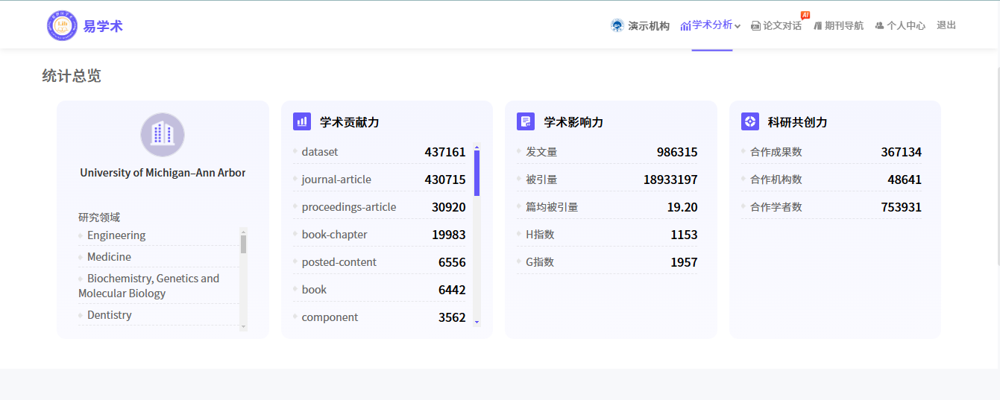 易学术
演示机构
学术分析
论文对话
AI
期刊导航
个人中心
退出
统计总览
University of Michigan–Ann Arbor
研究领域
Engineering
Medicine
Biochemistry, Genetics and
Molecular Biology
Dentistry
学术贡献力
dataset 437161
journal-article 430715
proceedings-article 30920
book-chapter 19983
posted-content 6556
book 6442
component 3562
学术影响力
发文量 986315
被引量 18933197
篇均被引量 19.20
H指数 1153
G指数 1957
科研共创力
合作成果数 367134
合作机构数 48641
合作学者数 753931